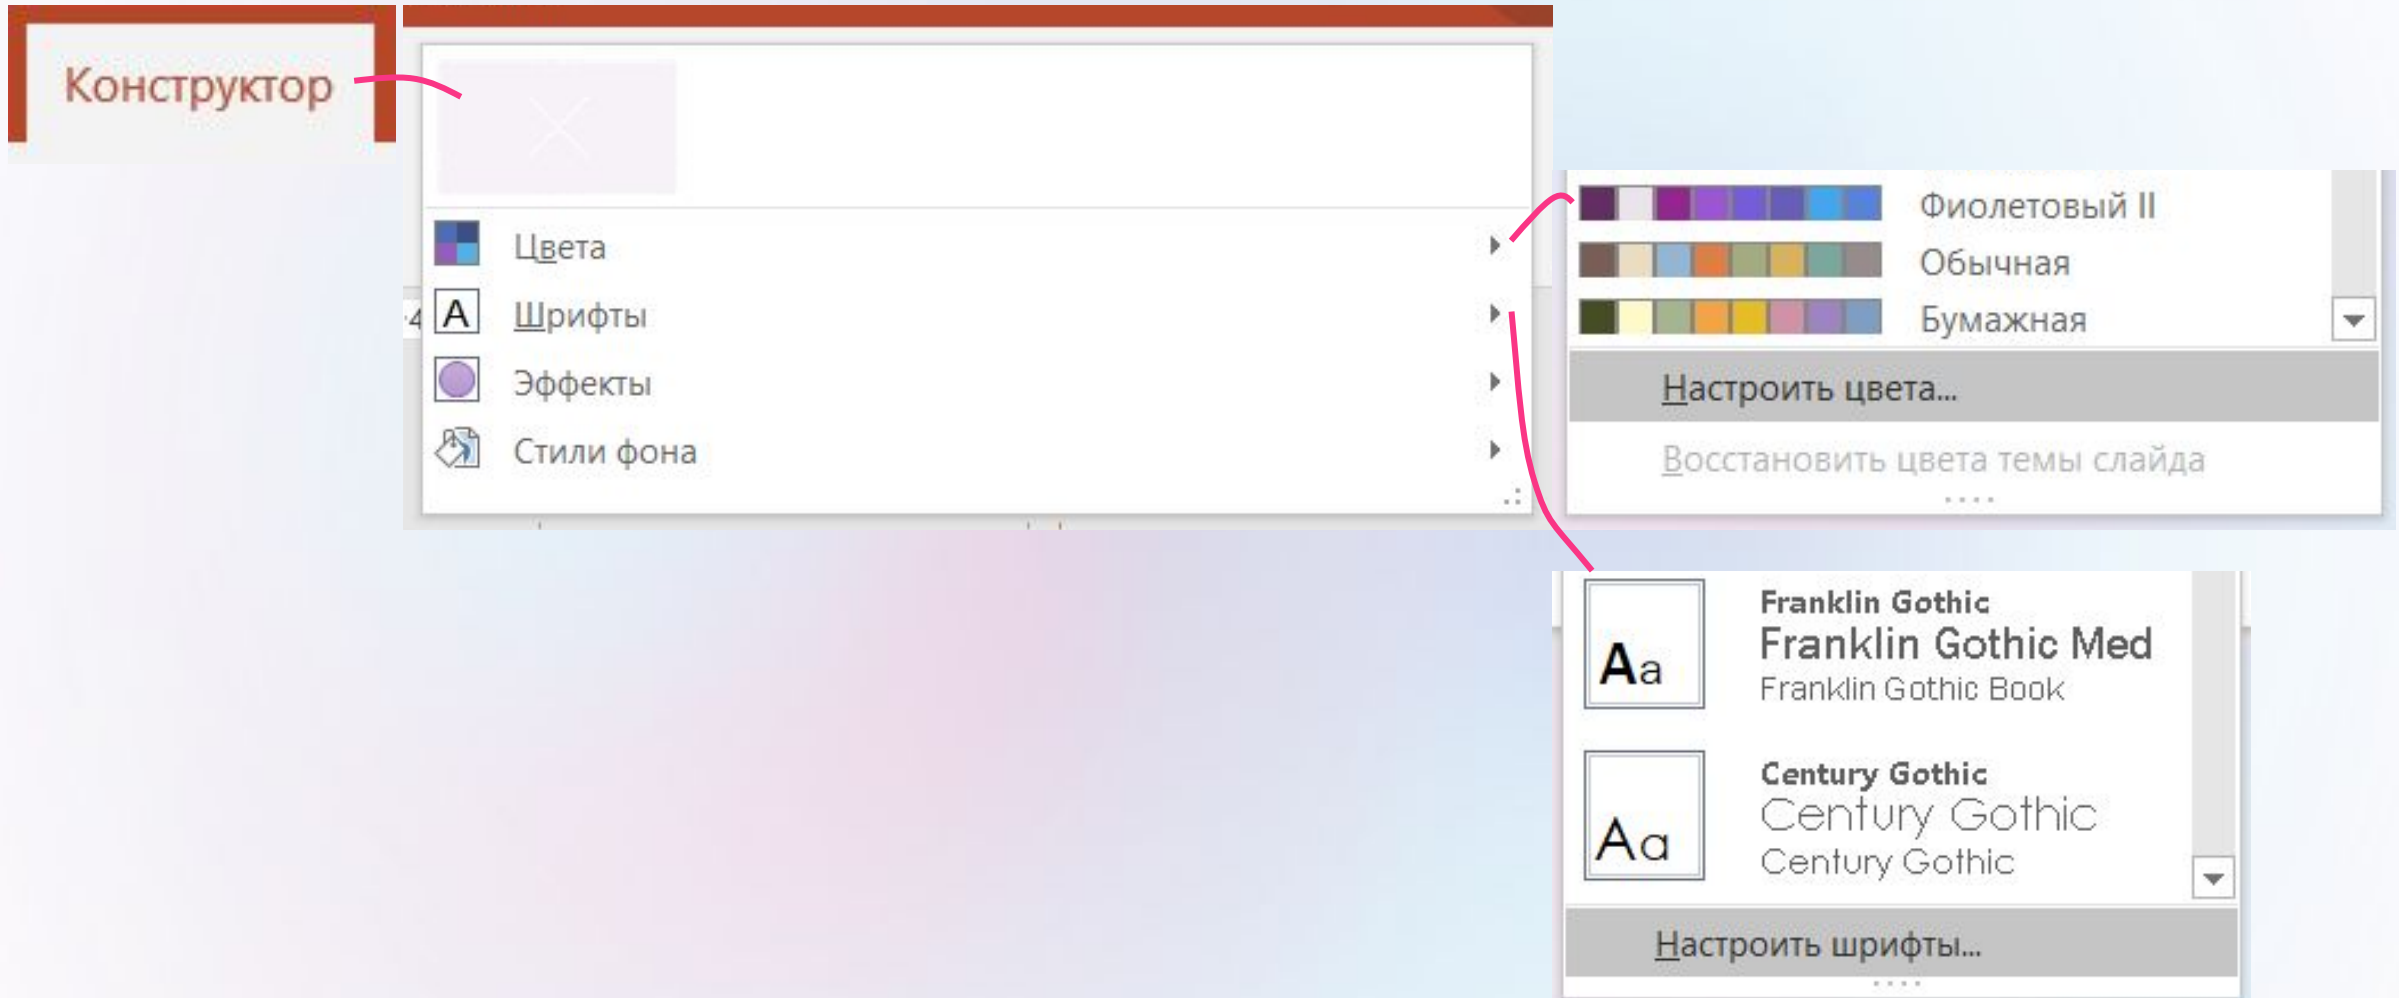 Конструктор
Цвета
4
Шрифты
Эффекты
Стили фона
Фиолетовый II
Обычная
Бумажная
Настроить цвета...
Восстановить цвета темы слайда
Aa
Franklin Gothic
Franklin Gothic Med
Franklin Gothic Book
Aa
Century Gothic
Century Gothic
Century Gothic
Настроить шрифты...